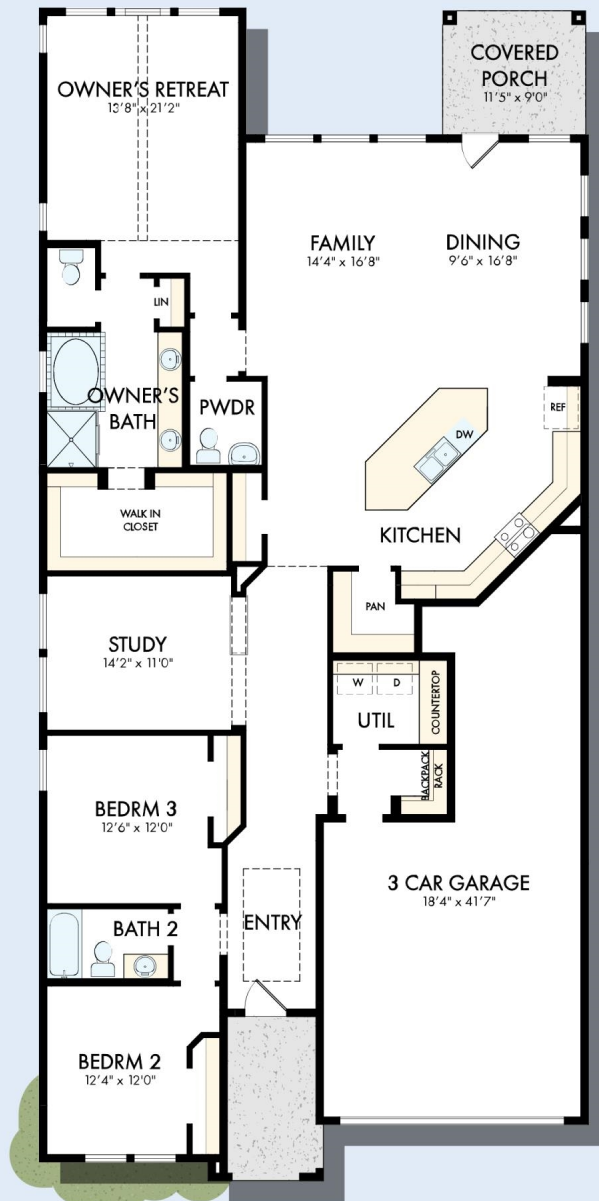 COVERED
PORCH
11'5" x 9'0"
OWNER'S RETREAT
13'8" x 21'2"
FAMILY
14'4" x 16'8"
DINING
9'6" x 16'8"
LIN
OWNER'S
BATH
PWDR
REF
DW
WALK IN
CLOSET
KITCHEN
PAN
STUDY
14'2" x 11'0"
W
D
COUNTERTOP
UTIL
BACKPACK
RACK
BEDRM 3
12'6" x 12'0"
3 CAR GARAGE
18'4" x 41'7"
BATH 2
ENTRY
BEDRM 2
12'4" x 12'0"